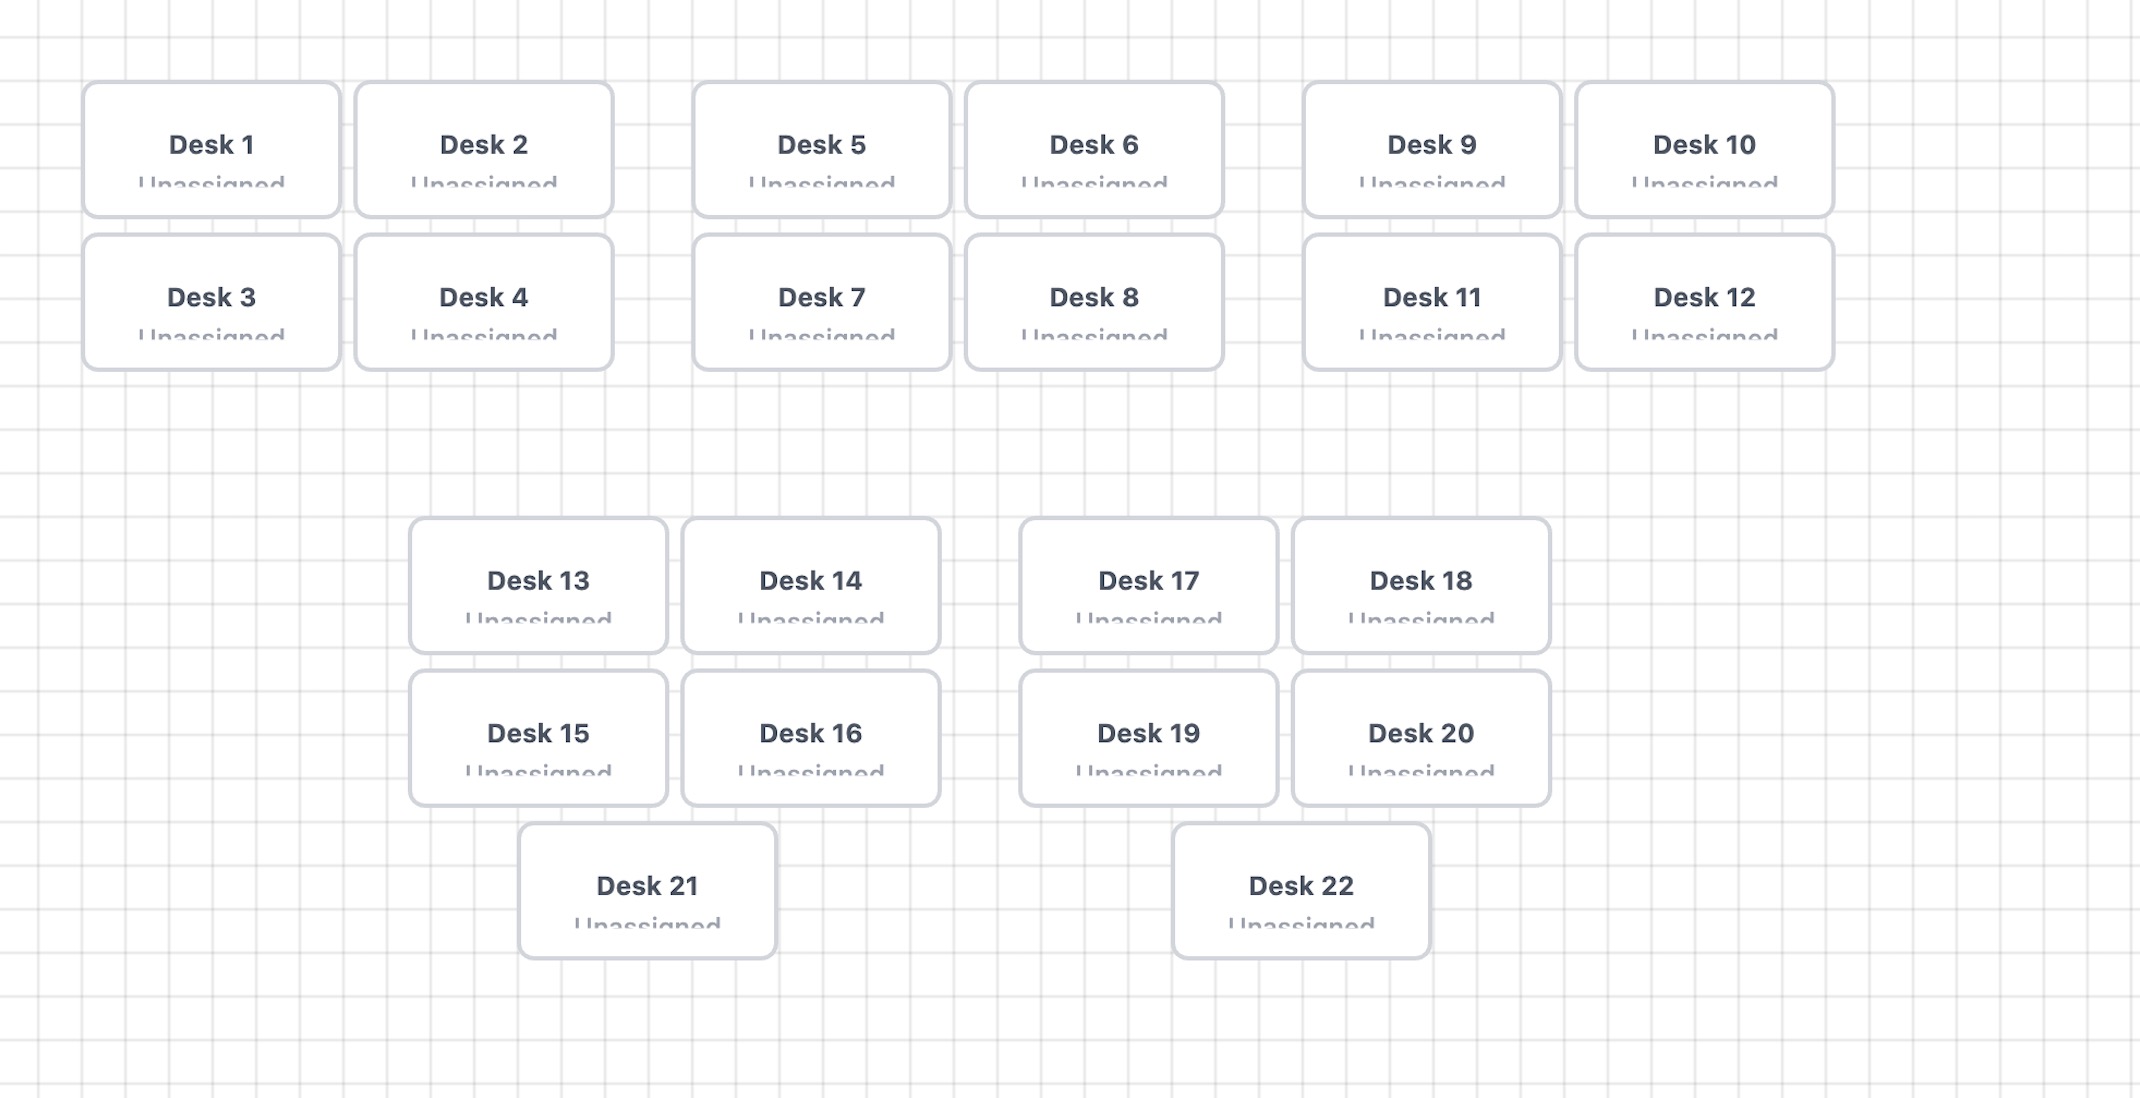 Desk 1
Unassigned
Desk 2
Unassigned
Desk 5
Unassigned
Desk 6
Unassigned
Desk 9
Unassigned
Desk 10
Unassigned
Desk 3
Unassigned
Desk 4
Unassigned
Desk 7
Unassigned
Desk 8
Unassigned
Desk 11
Unassigned
Desk 12
Unassigned
Desk 13
Unassigned
Desk 14
Unassigned
Desk 17
Unassigned
Desk 18
Unassigned
Desk 15
Unassigned
Desk 16
Unassigned
Desk 19
Unassigned
Desk 20
Unassigned
Desk 21
Unassigned
Desk 22
Unassigned